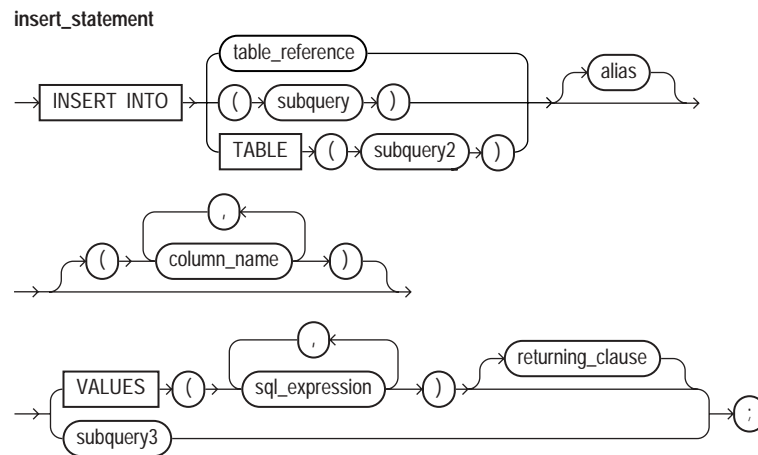 insert_statement
table_reference
INSERT INTO ( subquery ) alias
TABLE ( subquery2 )
,
( column_name )
, returning_clause
VALUES ( sql_expression )
subquery3 ;